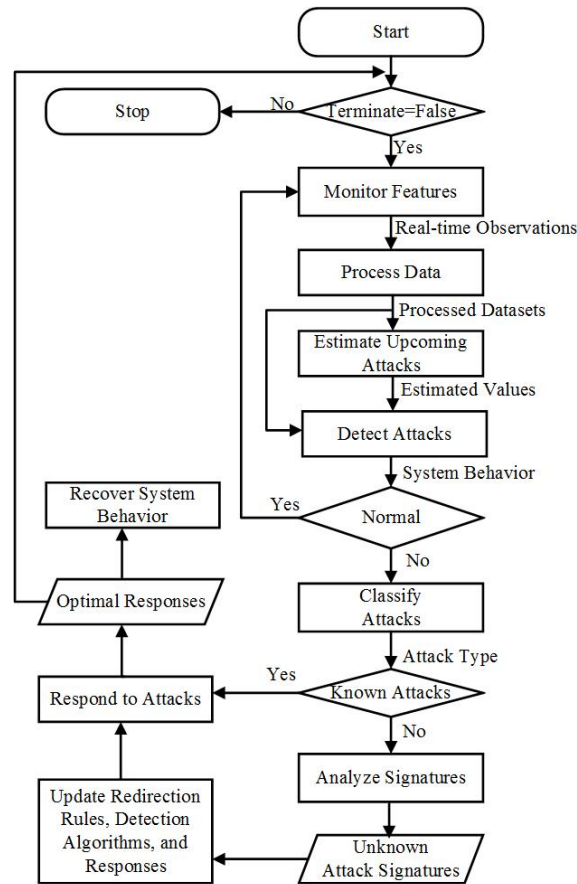 Start
No
Stop
Terminate=False
Yes
Monitor Features
Real-time Observations
Process Data
Processed Datasets
Estimate Upcoming
Attacks
Estimated Values
Detect Attacks
System Behavior
Yes
Normal
No
Recover System
Behavior
Classify
Attacks
Optimal Responses
Attack Type
Yes
Known Attacks
Respond to Attacks
No
Analyze Signatures
Update Redirection
Rules, Detection
Algorithms, and
Responses
Unknown
Attack Signatures